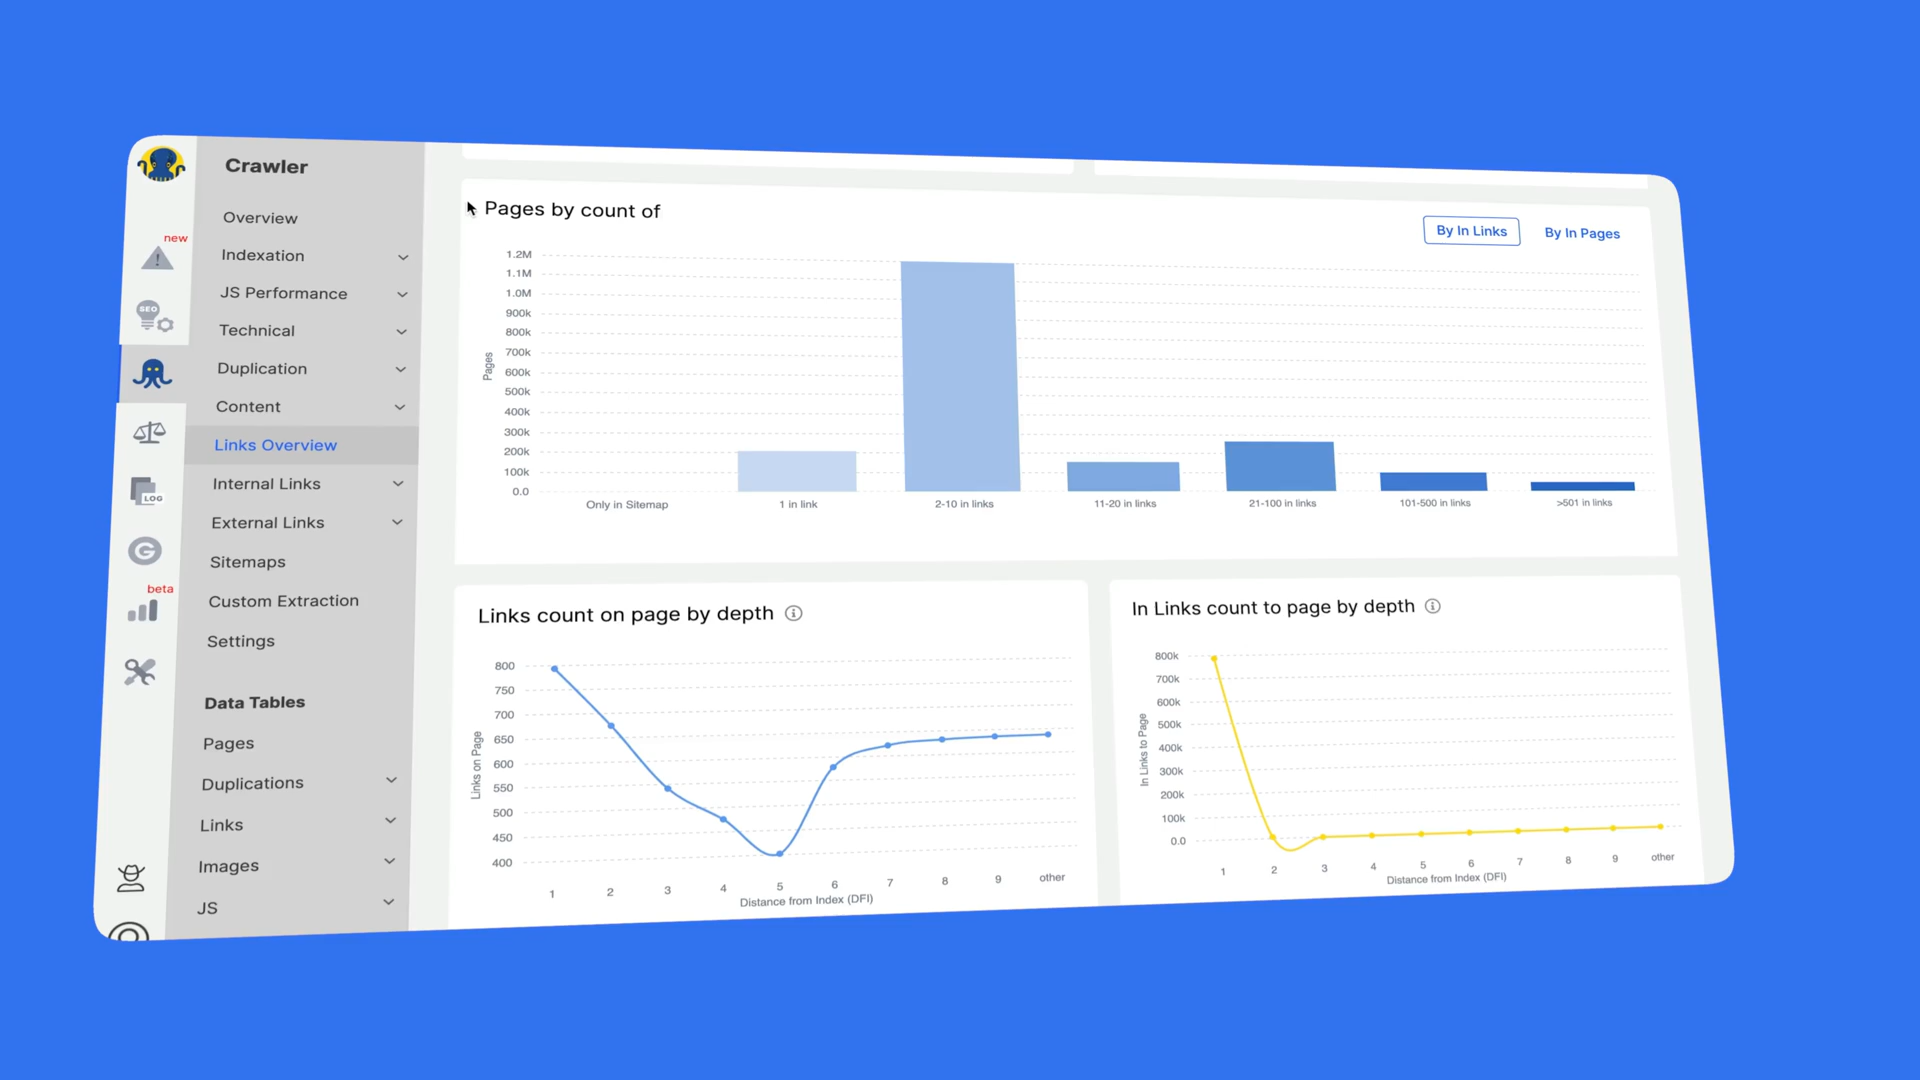 Crawler
new
Overview
Indexation
JS Performance
SEO
Technical
Duplication
Content
Links Overview
Internal Links
LOG
External Links
G
Sitemaps
beta
Custom Extraction
Settings
Data Tables
Pages
Duplications
Links
Images
JS
Pages by count of
By In Links
By In Pages
1.2M
1.1M
1.0M
900k
800k
700k
600k
500k
400k
300k
200k
100k
0.0
Pages
Only in Sitemap
1 in link
2-10 in links
11-20 in links
21-100 in links
101-500 in links
>501 in links
Links count on page by depth
800
750
700
650
600
550
500
450
400
Links on Page
1 2 3 4 5 6 7 8 9 other
Distance from Index (DFI)
In Links count to page by depth
800k
700k
600k
500k
400k
300k
200k
100k
0.0
In Links to Page
1 2 3 4 5 6 7 8 9 other
Distance from Index (DFI)